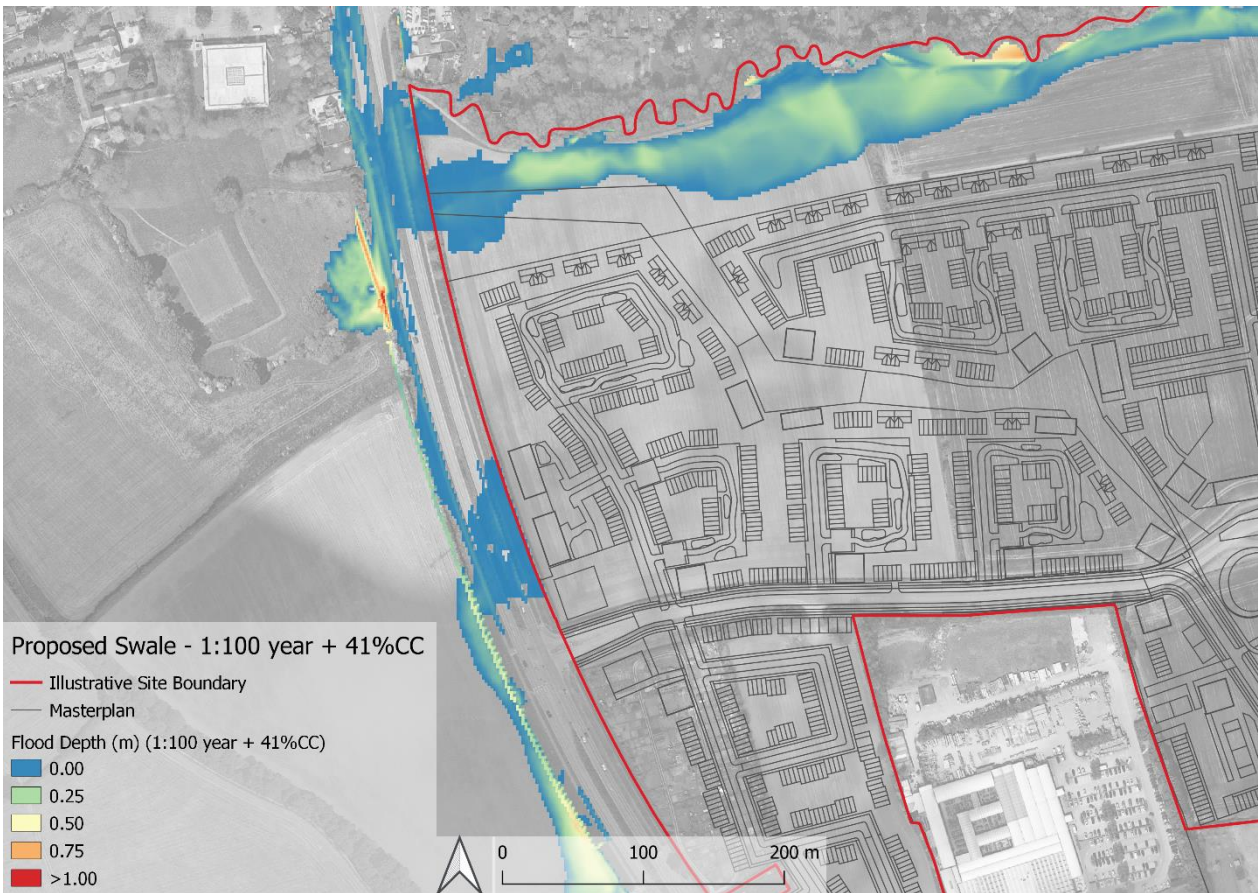 Proposed Swale - 1:100 year + 41%CC
Illustrative Site Boundary
Masterplan
Flood Depth (m) (1:100 year + 41%CC)
0.00
0.25
0.50
0.75
>1.00
0 100 200 m